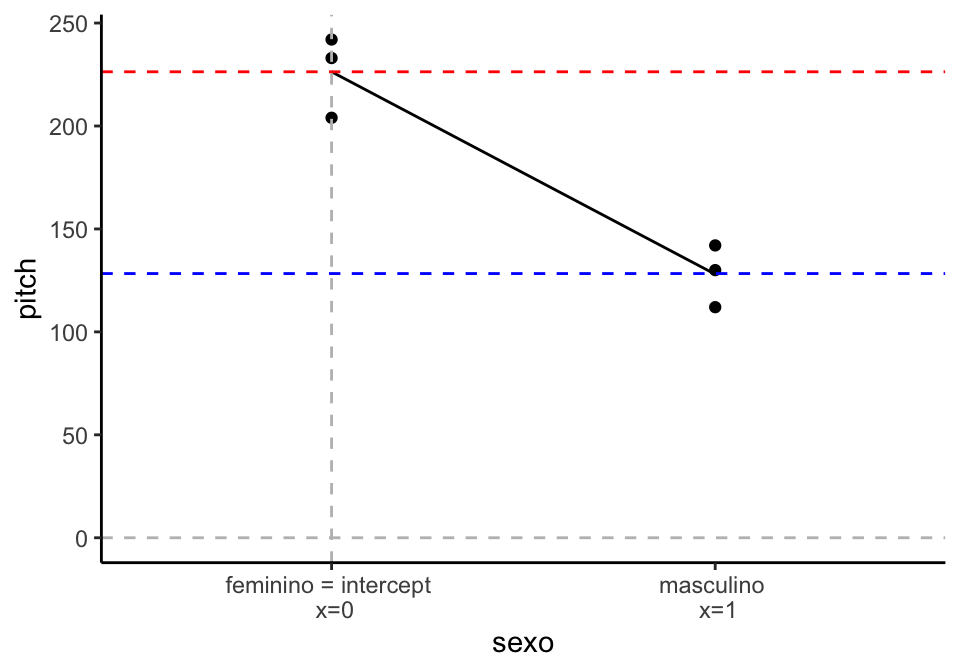 250
200
150
100
50
0
pitch
feminino = intercept
x=0
masculino
x=1
sexo